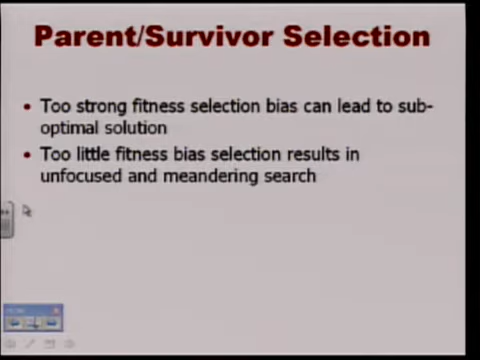 Parent/Survivor Selection
• Too strong fitness selection bias can lead to sub-
optimal solution
• Too little fitness bias selection results in
unfocused and meandering search